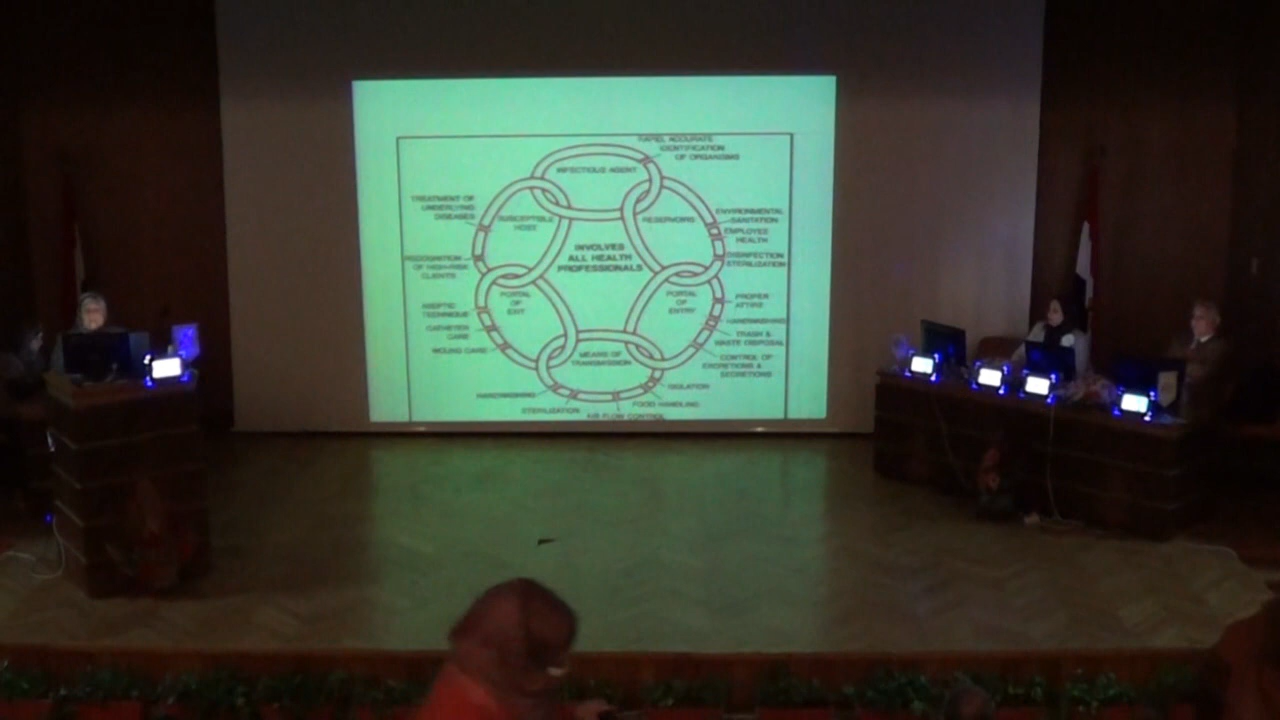 RAPID, ACCURATE
IDENTIFICATION
OF ORGANISMS
INFECTIOUS AGENT
TREATMENT OF
UNDERLYING
DISEASES
SUSCEPTIBLE
HOST
RESERVOIRS
ENVIRONMENTAL
SANITATION
EMPLOYEE
HEALTH
DISINFECTION
STERILIZATION
INVOLVES
ALL HEALTH
PROFESSIONALS
RECOGNITION
OF HIGH-RISK
CLIENTS
PORTAL
OF
EXIT
PORTAL
OF
ENTRY
ASEPTIC
TECHNIQUE
CATHETER
CARE
WOUND CARE
PROPER
ATTIRE
HANDWASHING
TRASH &
WASTE DISPOSAL
CONTROL OF
EXCRETIONS &
SECRETIONS
MEANS OF
TRANSMISSION
HANDWASHING
STERILIZATION
AIR FLOW CONTROL
FOOD HANDLING
ISOLATION